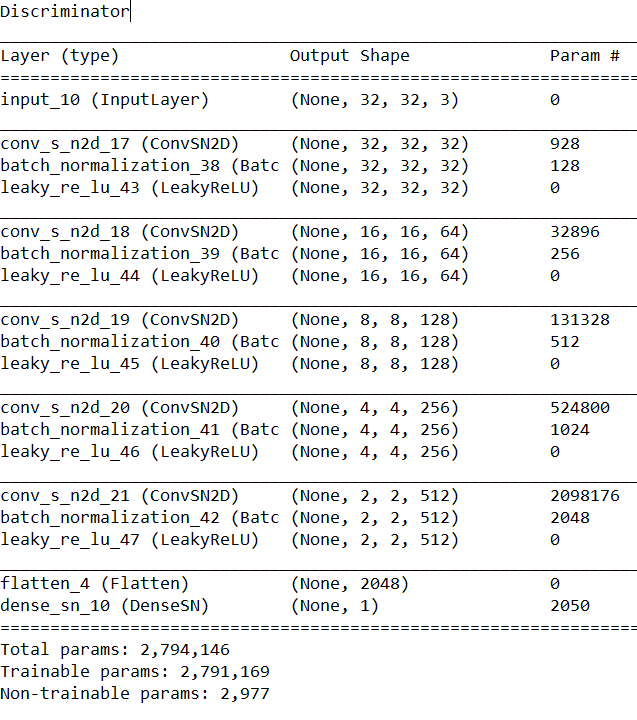 Discriminator
Layer (type) Output Shape Param #
input_10 (InputLayer) (None, 32, 32, 3) 0
conv_s_n2d_17 (ConvSN2D) (None, 32, 32, 32) 928
batch_normalization_38 (Batc (None, 32, 32, 32) 128
leaky_re_lu_43 (LeakyReLU) (None, 32, 32, 32) 0
conv_s_n2d_18 (ConvSN2D) (None, 16, 16, 64) 32896
batch_normalization_39 (Batc (None, 16, 16, 64) 256
leaky_re_lu_44 (LeakyReLU) (None, 16, 16, 64) 0
conv_s_n2d_19 (ConvSN2D) (None, 8, 8, 128) 131328
batch_normalization_40 (Batc (None, 8, 8, 128) 512
leaky_re_lu_45 (LeakyReLU) (None, 8, 8, 128) 0
conv_s_n2d_20 (ConvSN2D) (None, 4, 4, 256) 524800
batch_normalization_41 (Batc (None, 4, 4, 256) 1024
leaky_re_lu_46 (LeakyReLU) (None, 4, 4, 256) 0
conv_s_n2d_21 (ConvSN2D) (None, 2, 2, 512) 2098176
batch_normalization_42 (Batc (None, 2, 2, 512) 2048
leaky_re_lu_47 (LeakyReLU) (None, 2, 2, 512) 0
flatten_4 (Flatten) (None, 2048) 0
dense_sn_10 (DenseSN) (None, 1) 2050
Total params: 2,794,146
Trainable params: 2,791,169
Non-trainable params: 2,977